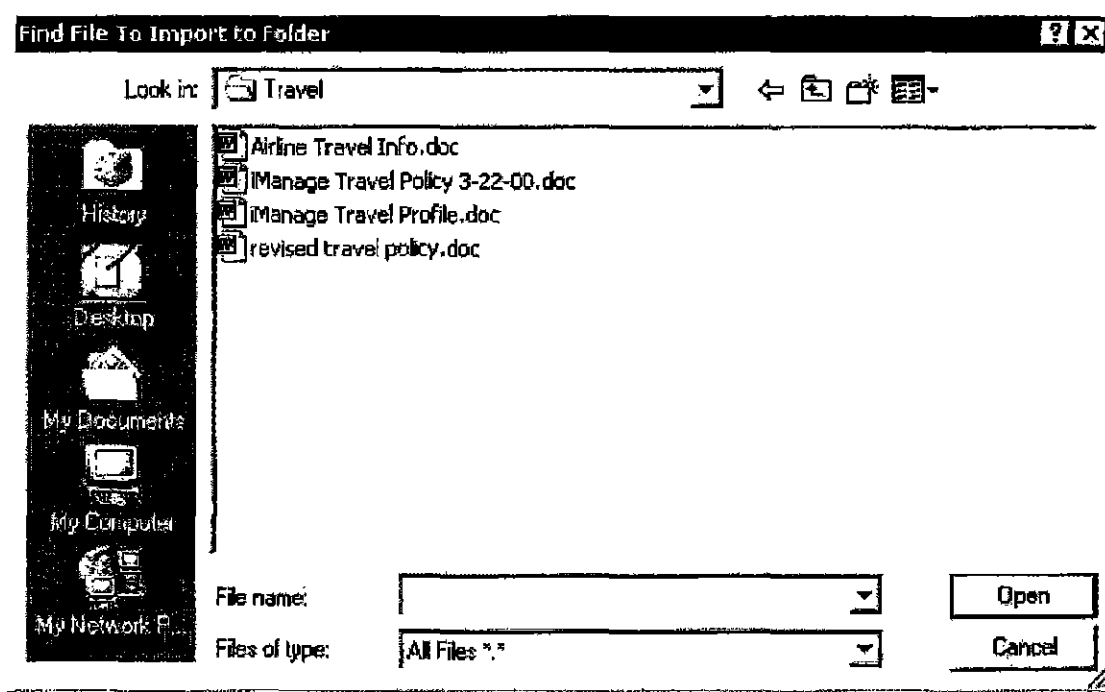 Find File To Import to Folder
Look in: Travel
Airline Travel Info.doc
iManage Travel Policy 3-22-00.doc
iManage Travel Profile.doc
revised travel policy.doc
History
Desktop
My Documents
My Computer
My Network P...
File name:
Open
Files of type: All Files *.*
Cancel